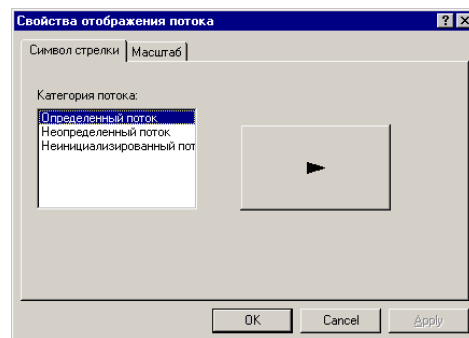 Свойства отображения потока
Символ стрелки
Масштаб
Категория потока:
Определенный поток
Неопределенный поток
Неинициализированный пот
OK
Cancel
Apply